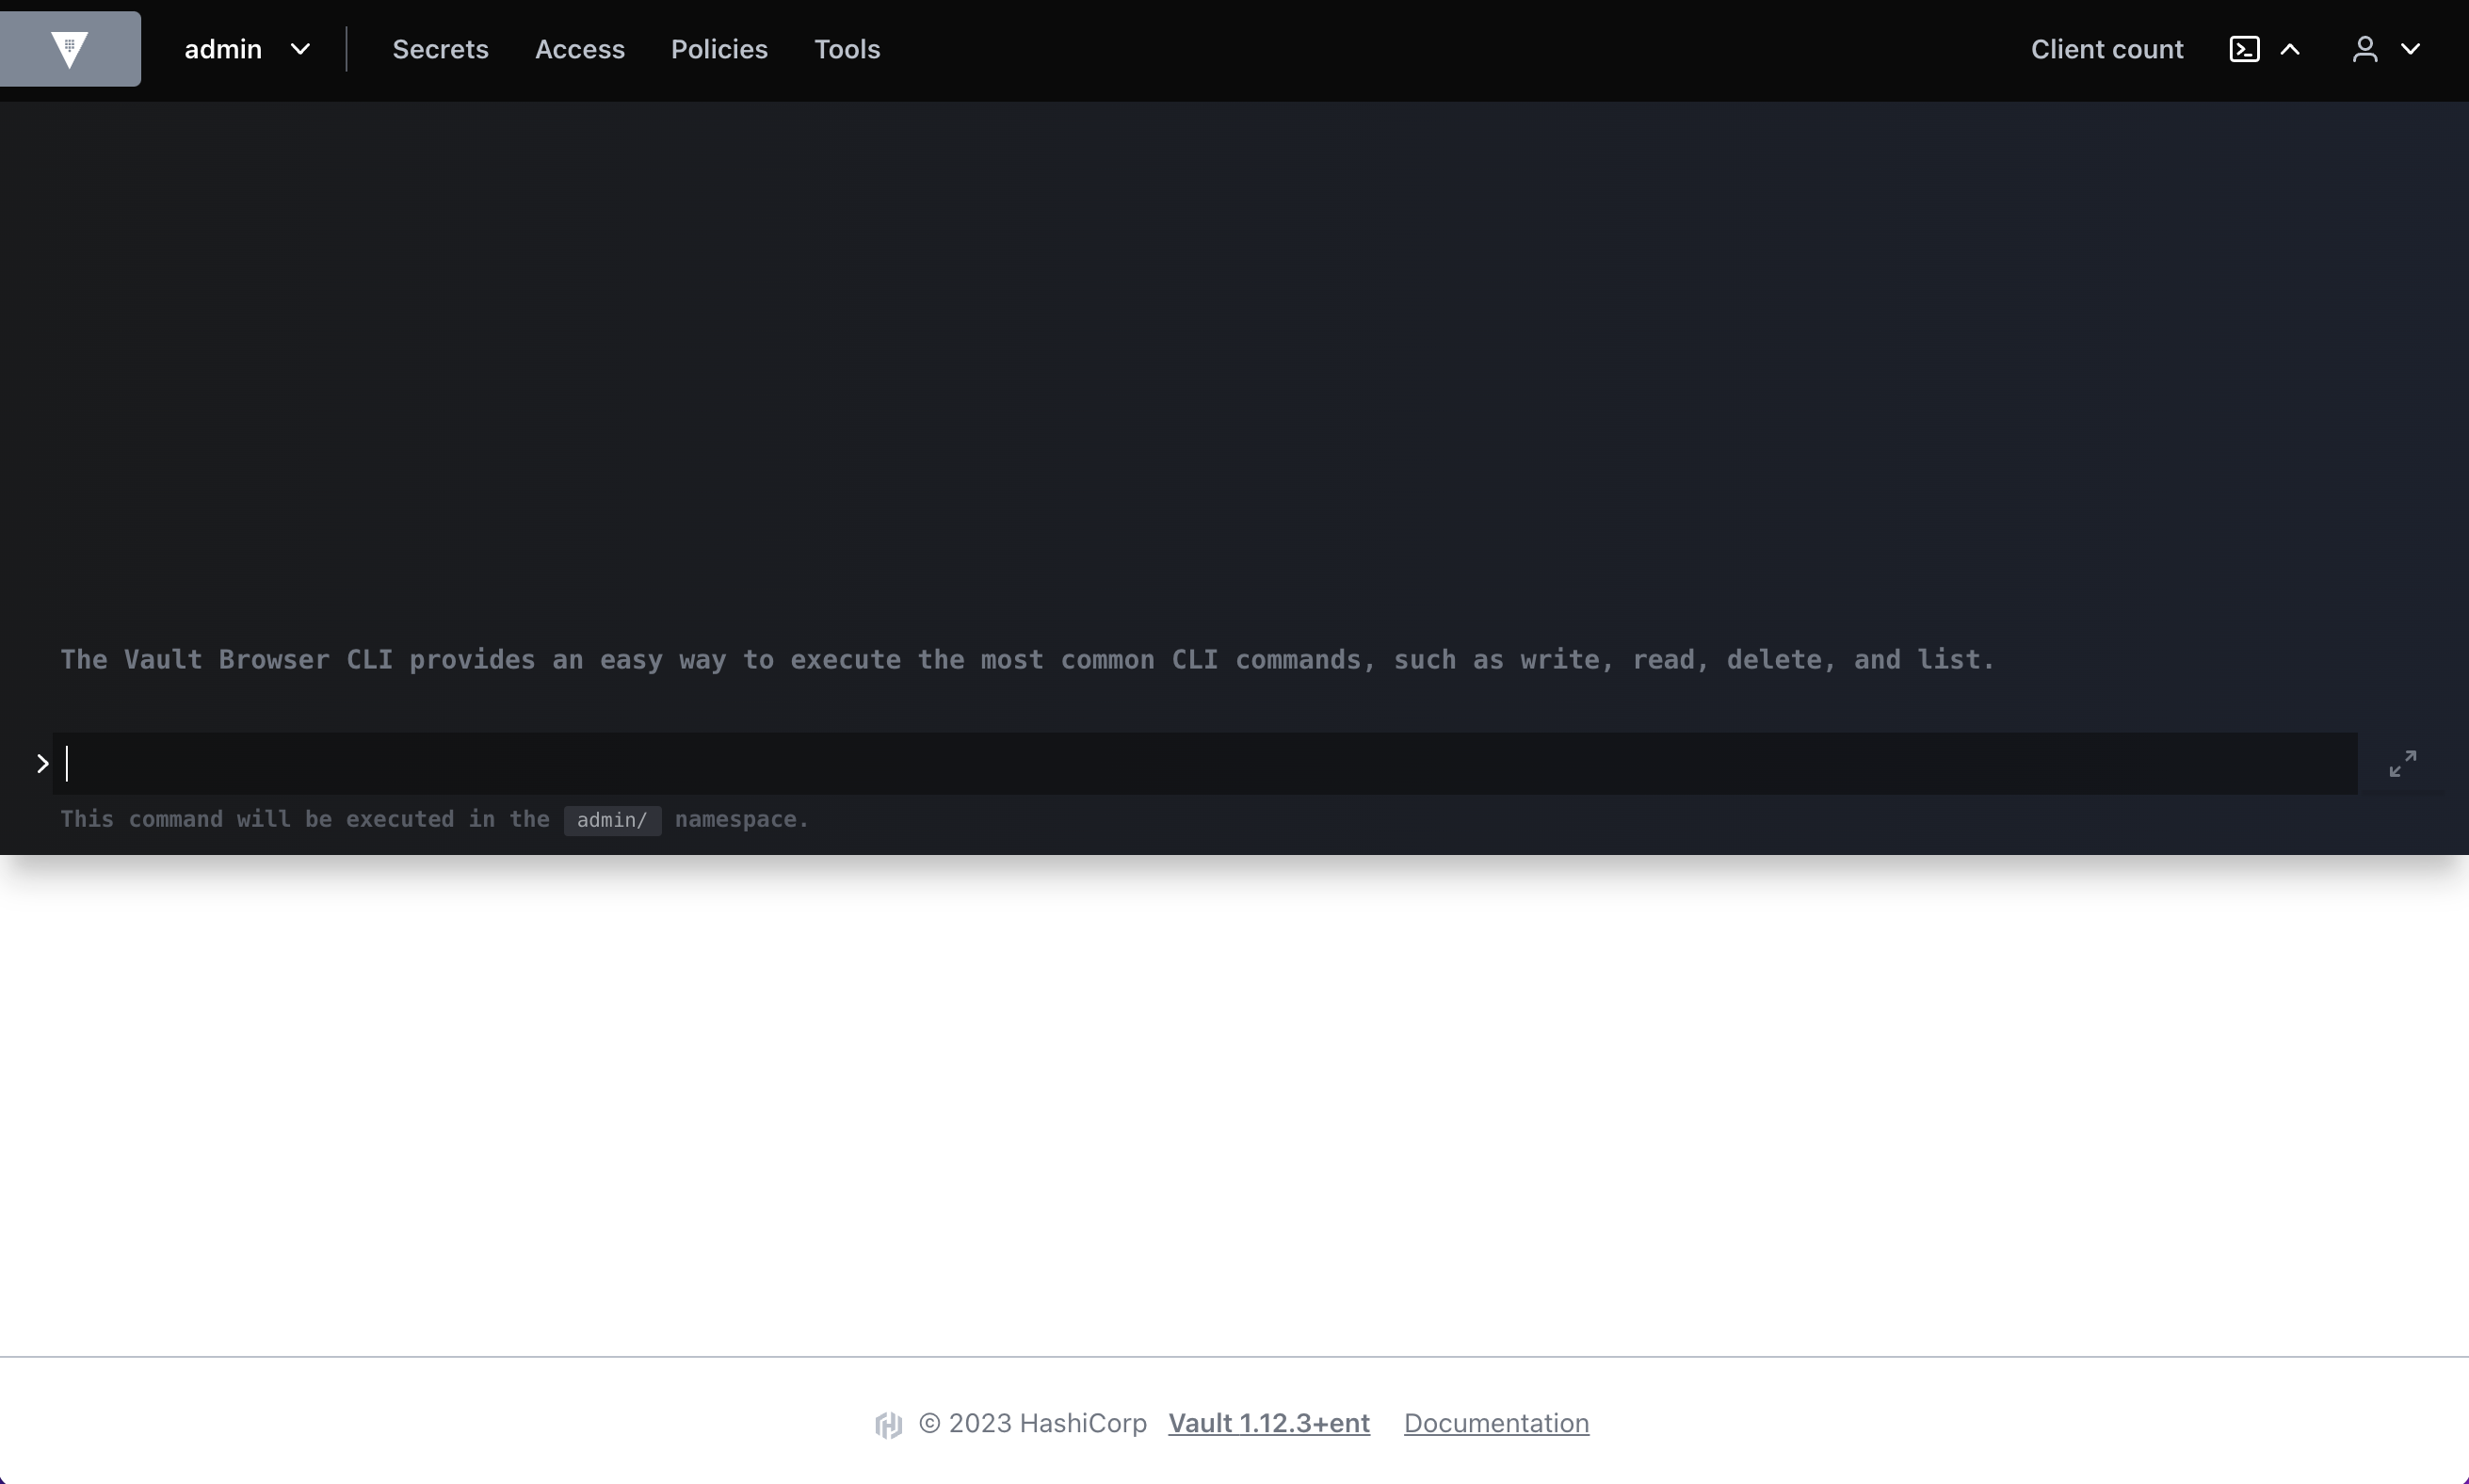 admin Secrets Access Policies Tools Client count
The Vault Browser CLI provides an easy way to execute the most common CLI commands, such as write, read, delete, and list.
This command will be executed in the admin/ namespace.
© 2023 HashiCorp Vault 1.12.3+ent Documentation